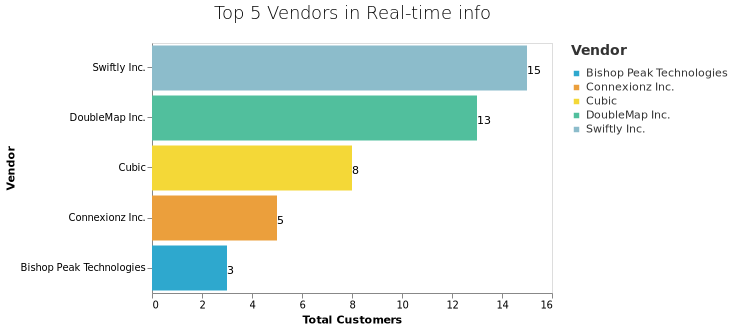 Top 5 Vendors in Real-time info
Vendor
Swiftly Inc.
15
DoubleMap Inc.
13
Cubic
8
Connexionz Inc.
5
Bishop Peak Technologies
3
0 2 4 6 8 10 12 14 16
Total Customers
Vendor
Bishop Peak Technologies
Connexionz Inc.
Cubic
DoubleMap Inc.
Swiftly Inc.